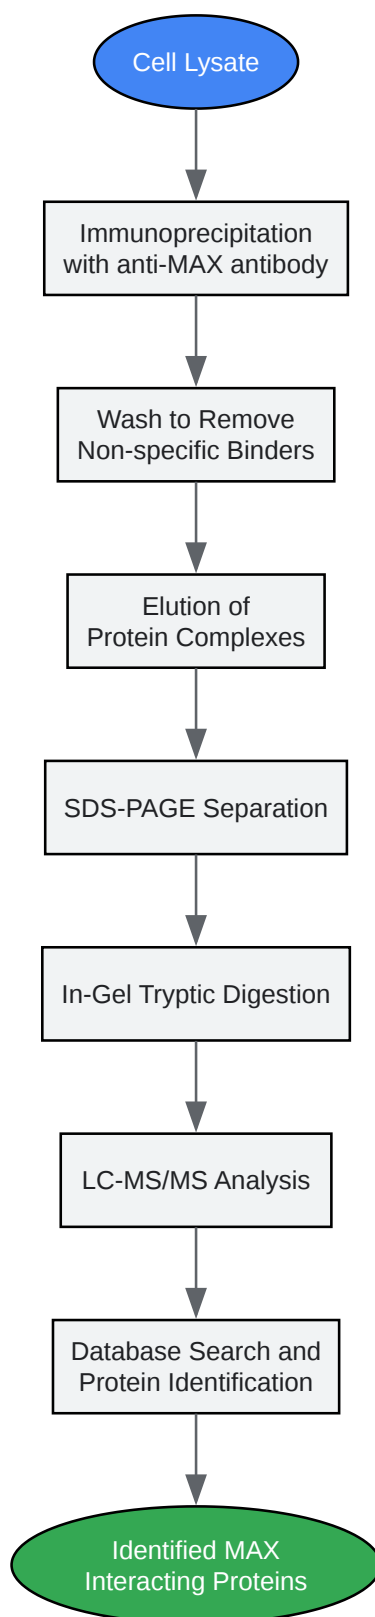 Cell Lysate
Immunoprecipitation
with anti-MAX antibody
Wash to Remove
Non-specific Binders
Elution of
Protein Complexes
SDS-PAGE Separation
In-Gel Tryptic Digestion
LC-MS/MS Analysis
Database Search and
Protein Identification
Identified MAX
Interacting Proteins